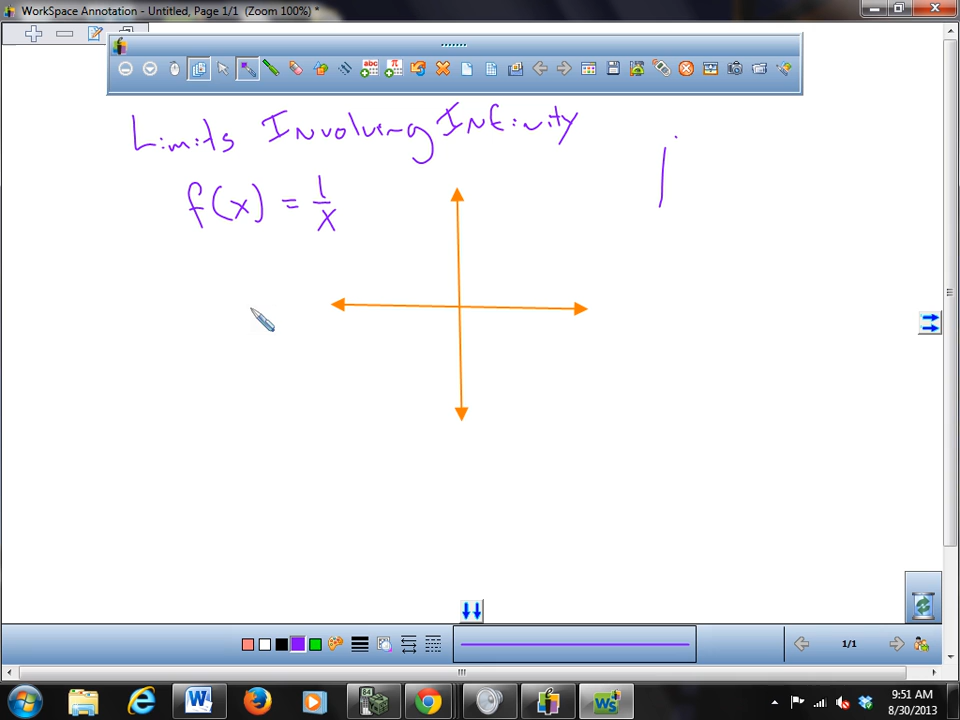 WorkSpace Annotation - Untitled, Page 1/1 (Zoom 100%) *
Limits Involving Infinity
f(x) = 1/x
1/1
9:51 AM
8/30/2013